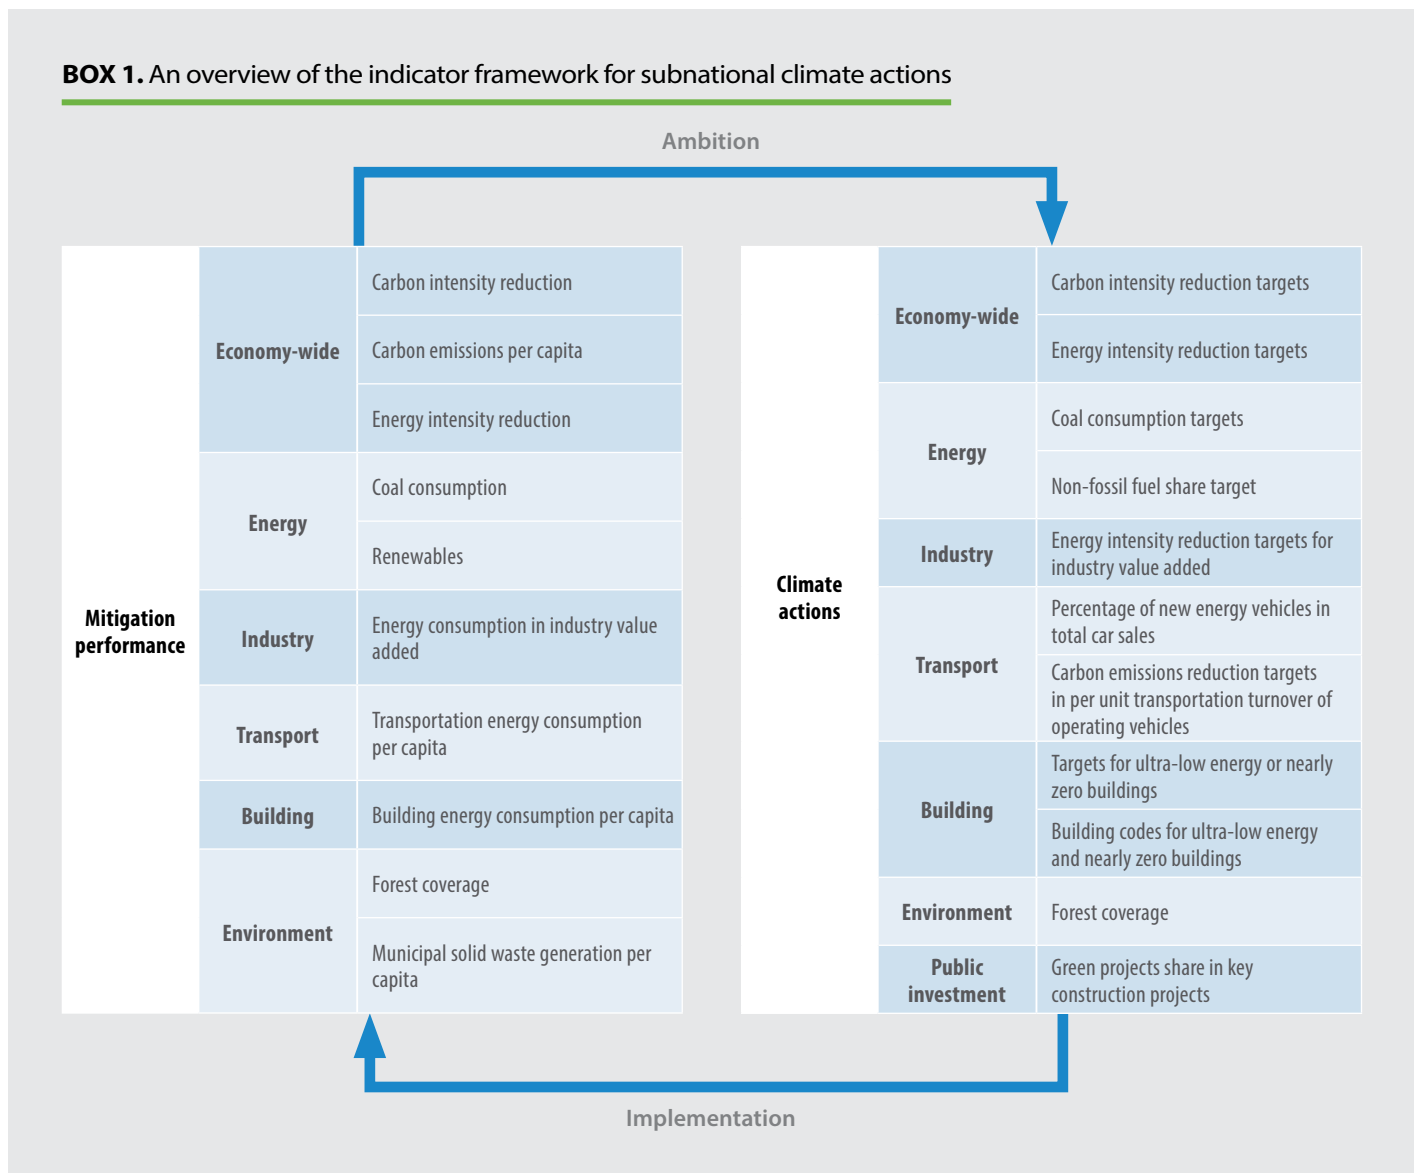 BOX 1. An overview of the indicator framework for subnational climate actions
Ambition
Mitigation
performance
Economy-wide
Carbon intensity reduction
Carbon emissions per capita
Energy intensity reduction
Energy
Coal consumption
Renewables
Industry
Energy consumption in industry value
added
Transport
Transportation energy consumption
per capita
Building
Building energy consumption per capita
Environment
Forest coverage
Municipal solid waste generation per
capita
Climate
actions
Economy-wide
Carbon intensity reduction targets
Energy intensity reduction targets
Energy
Coal consumption targets
Non-fossil fuel share target
Industry
Energy intensity reduction targets for
industry value added
Transport
Percentage of new energy vehicles in
total car sales
Carbon emissions reduction targets
in per unit transportation turnover of
operating vehicles
Building
Targets for ultra-low energy or nearly
zero buildings
Building codes for ultra-low energy
and nearly zero buildings
Environment
Forest coverage
Public
investment
Green projects share in key
construction projects
Implementation